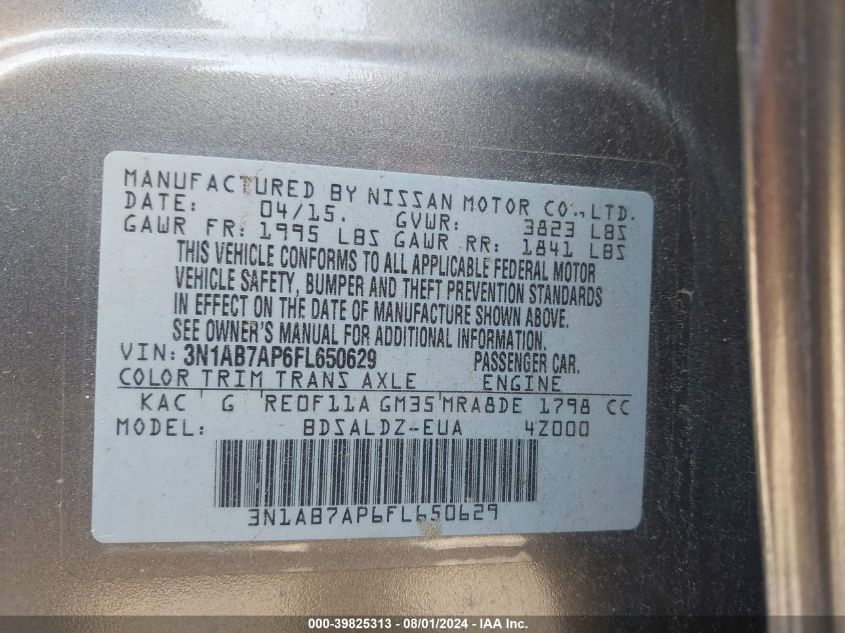 MANUFACTURED BY NISSAN MOTOR CO.,LTD.
DATE: 04/15. GVWR: 3823 LBS
GAWR FR: 1995 LBS GAWR RR: 1841 LBS
THIS VEHICLE CONFORMS TO ALL APPLICABLE FEDERAL MOTOR
VEHICLE SAFETY, BUMPER AND THEFT PREVENTION STANDARDS
IN EFFECT ON THE DATE OF MANUFACTURE SHOWN ABOVE.
SEE OWNER'S MANUAL FOR ADDITIONAL INFORMATION.
VIN: 3N1AB7AP6FL650629 PASSENGER CAR.
COLOR TRIM TRANS AXLE ENGINE
KAC G RE0F11A GM35 MRA8DE 1798 CC
MODEL: BDSALDZ-EUA 4Z000
3N1AB7AP6FL650629
000-39825313 - 08/01/2024 - IAA Inc.